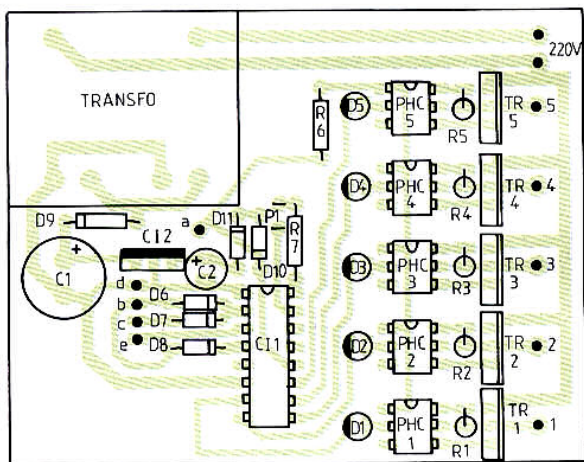 220V
TRANSFO
D5
PHC
5
R5
TR
5
5
R
6
D4
PHC
4
R4
TR
4
4
D9
a
D11
P1
R
7
CI2
C1
C2
D10
D3
PHC
3
R3
TR
3
3
d
D6
b
c
D7
e
D8
CI1
D2
PHC
2
R2
TR
2
2
D1
PHC
1
R1
TR
1
1